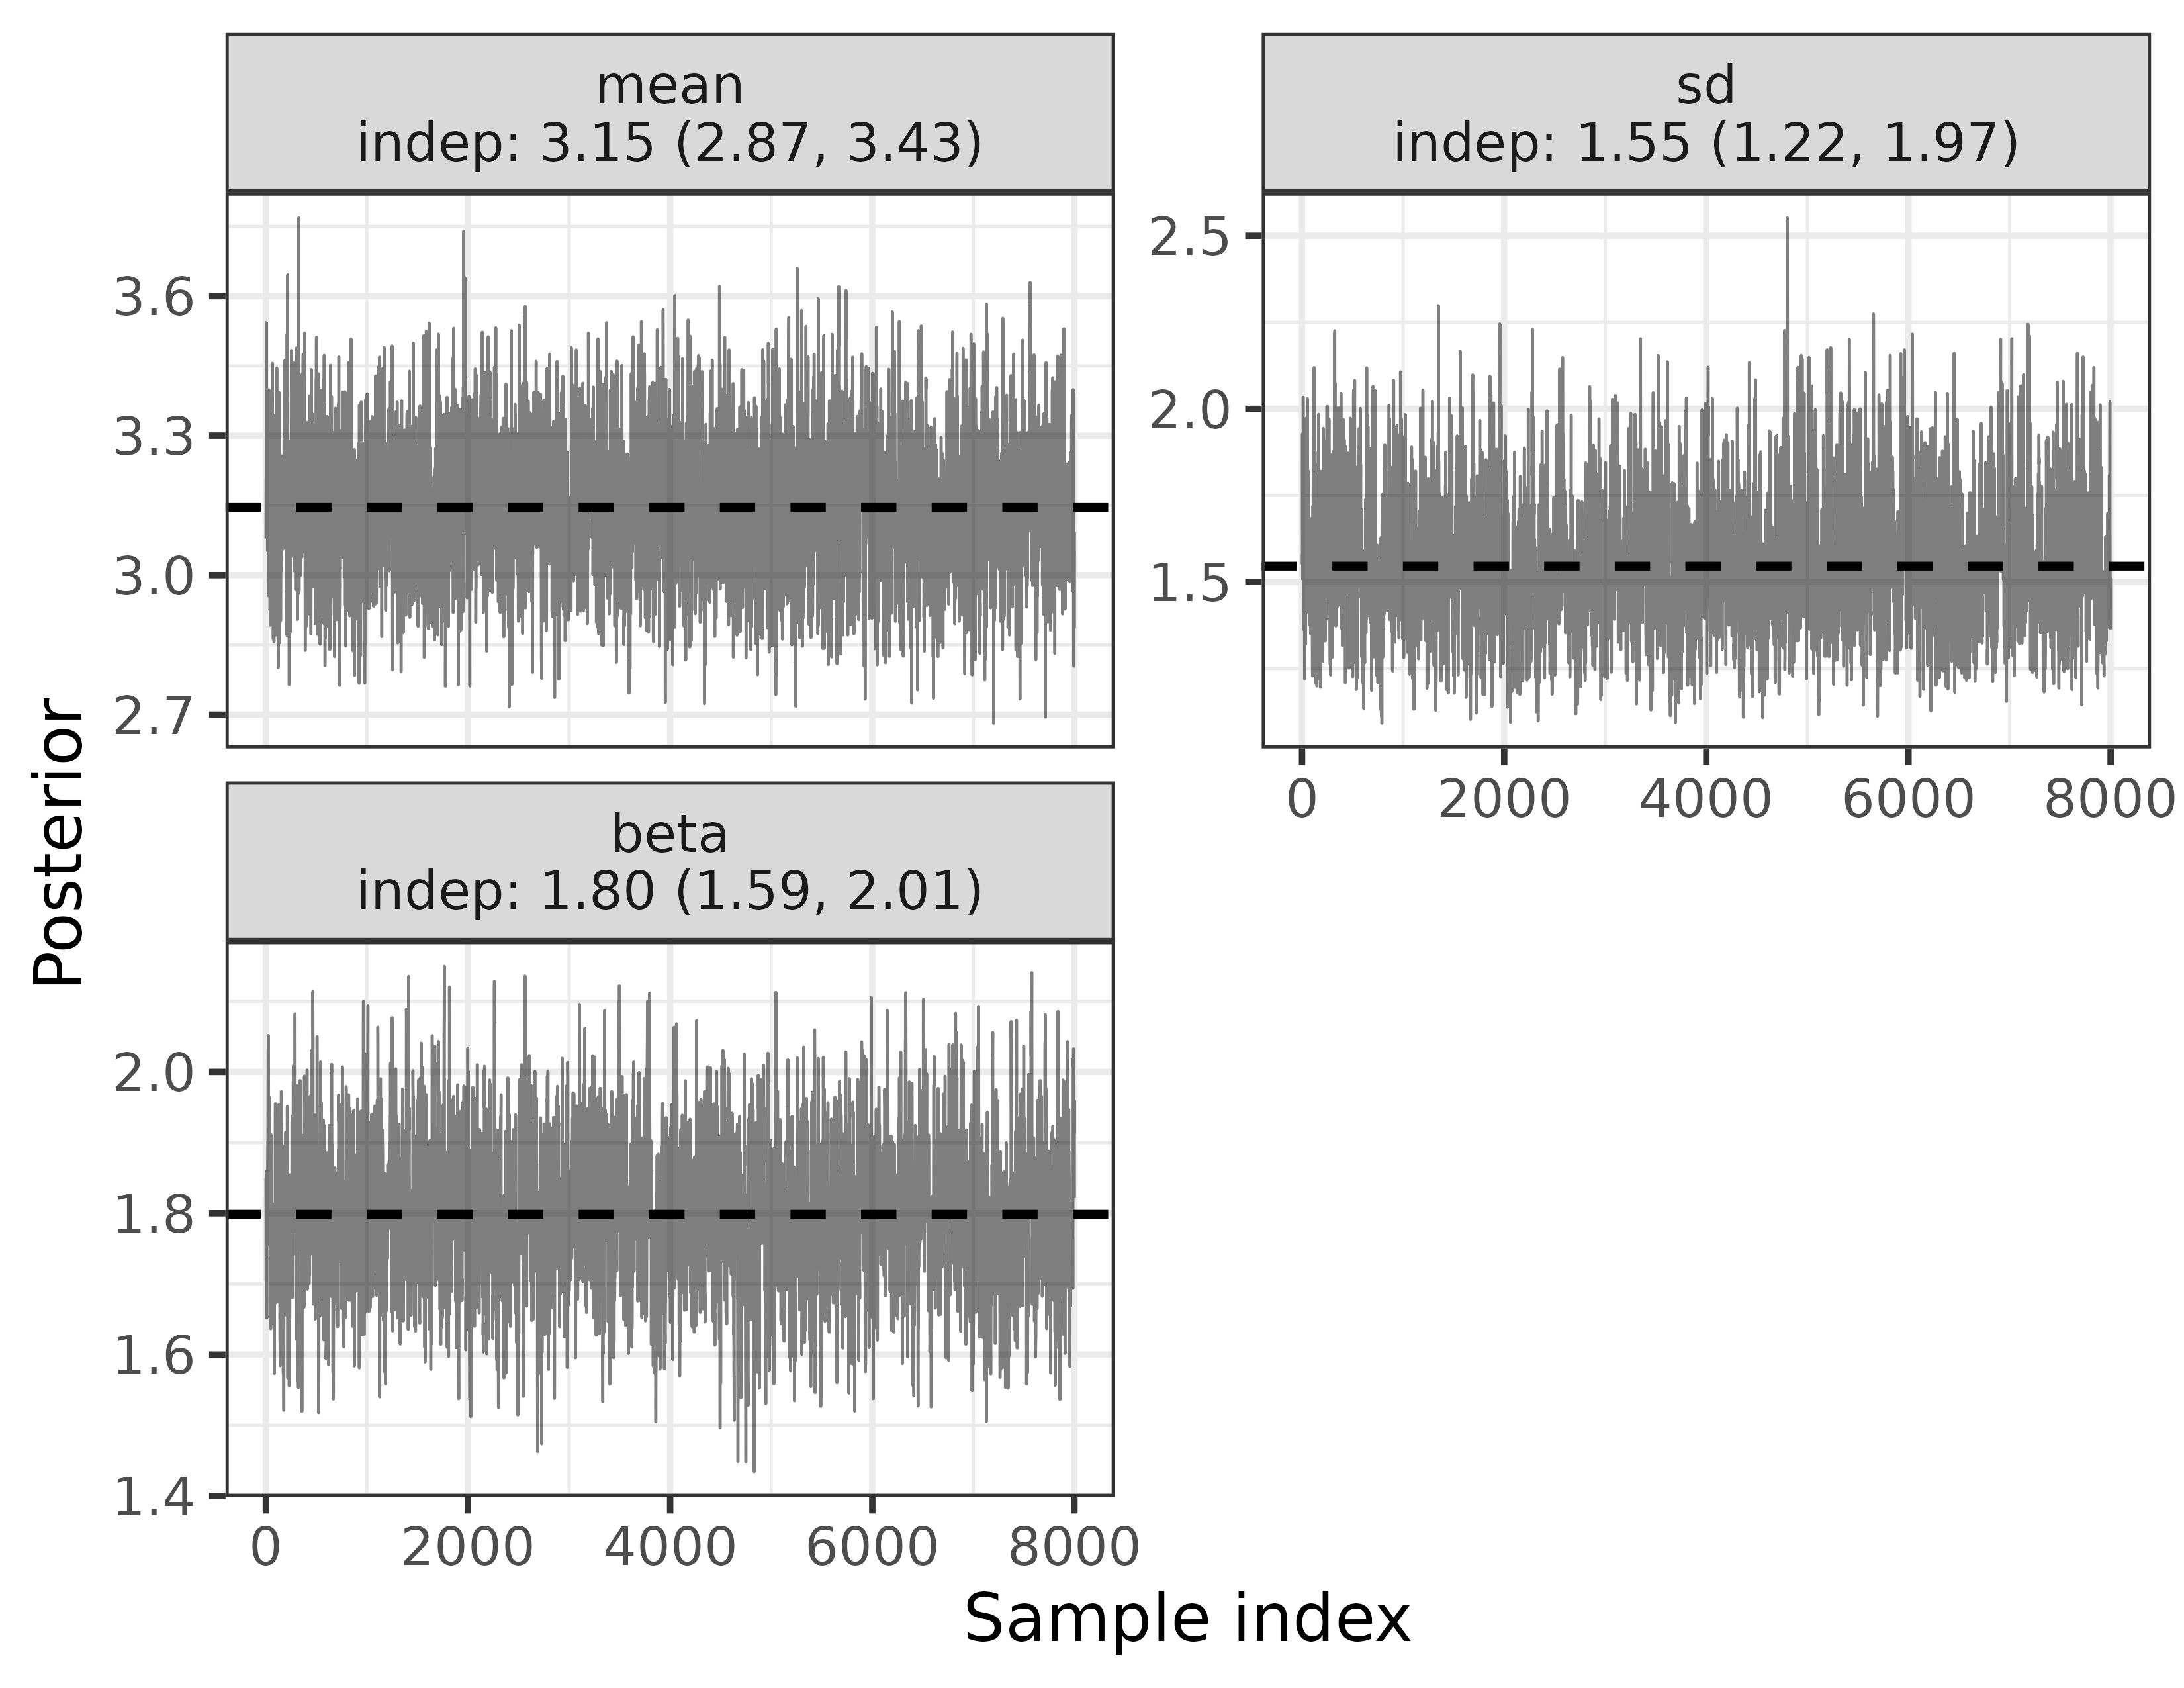 mean
indep: 3.15 (2.87, 3.43)
sd
indep: 1.55 (1.22, 1.97)
3.6
3.3
3.0
2.7
2.5
2.0
1.5
0 2000 4000 6000 8000
beta
indep: 1.80 (1.59, 2.01)
2.0
1.8
1.6
1.4
0 2000 4000 6000 8000
Posterior
Sample index